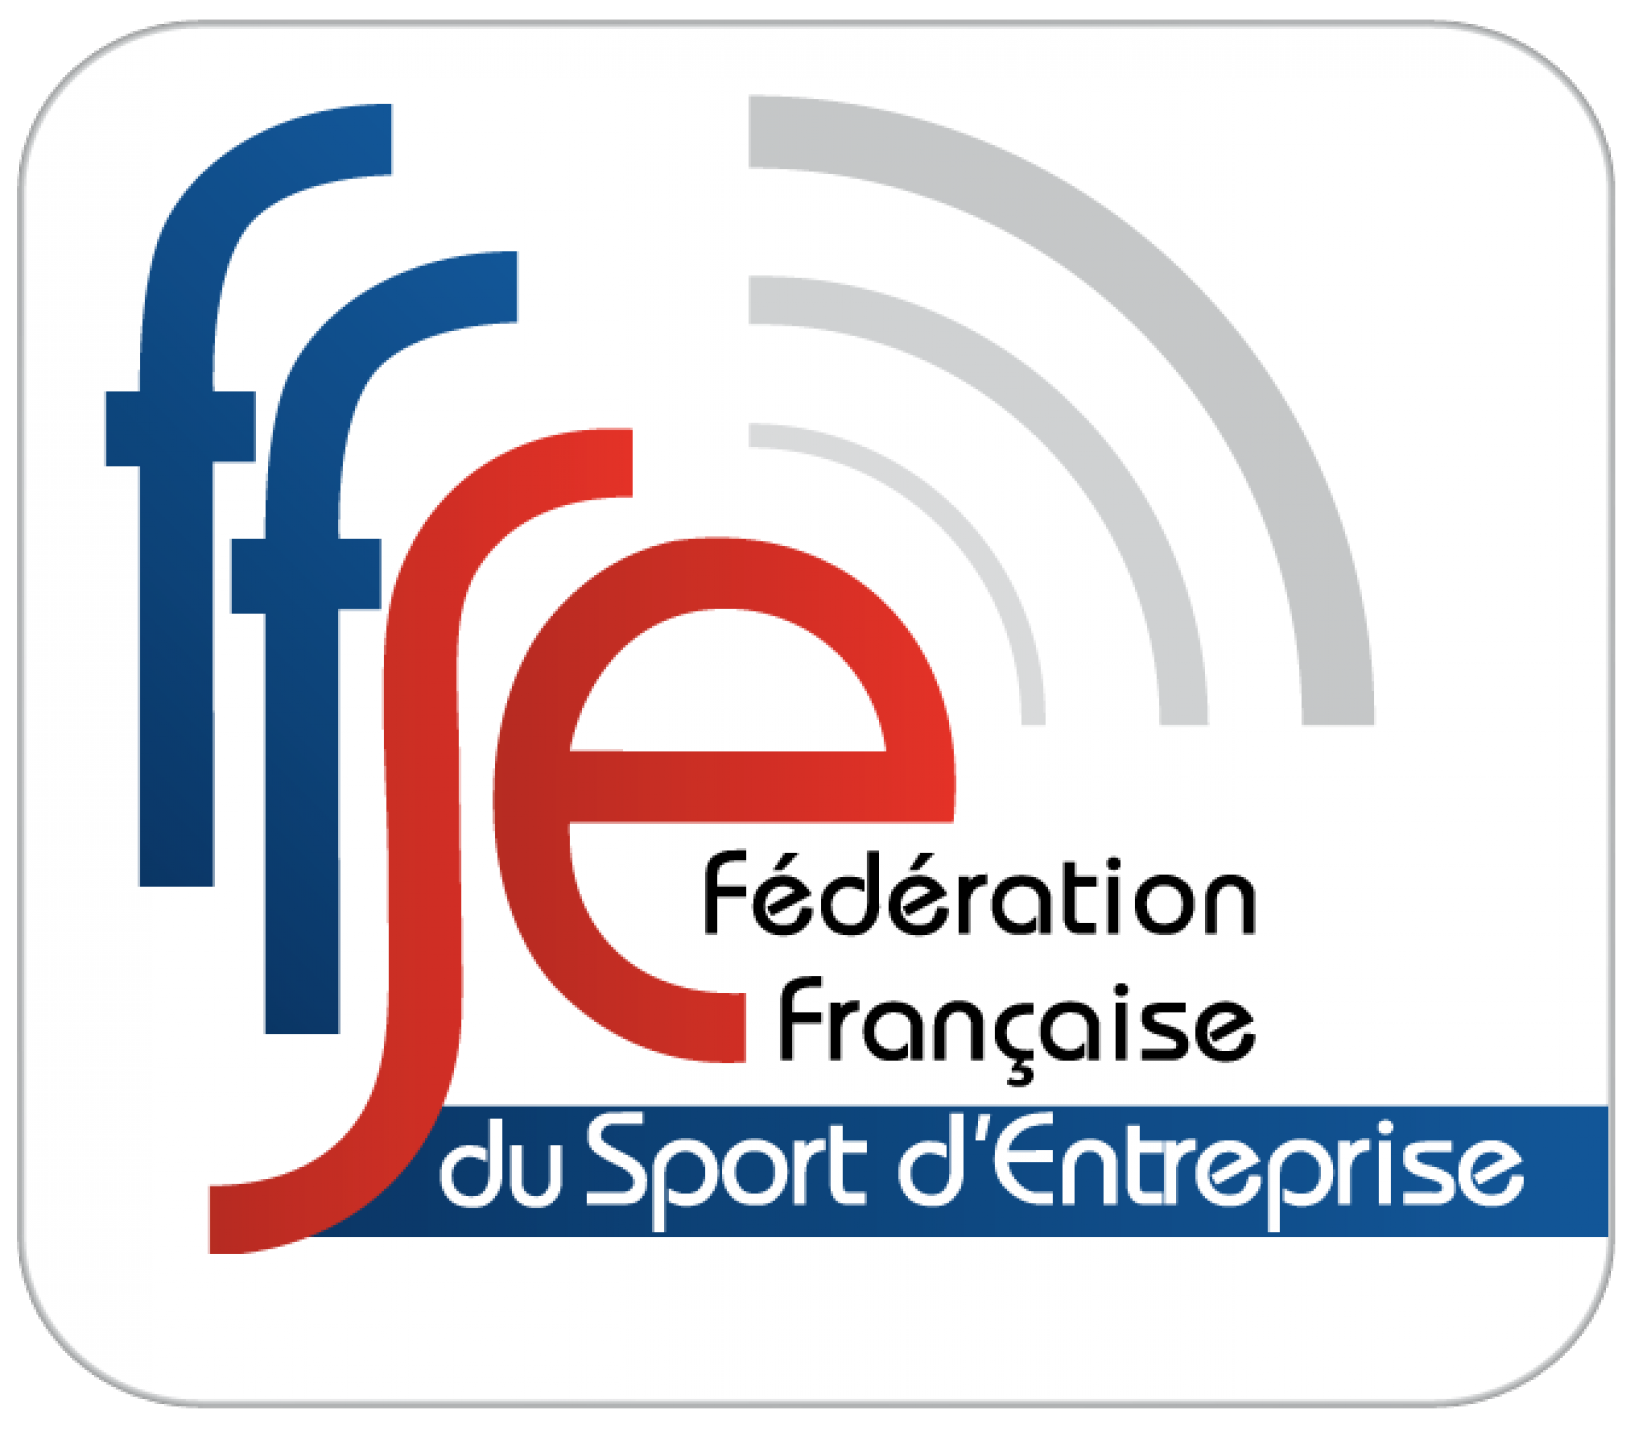 ffse
Fédération
Française
du Sport d'Entreprise